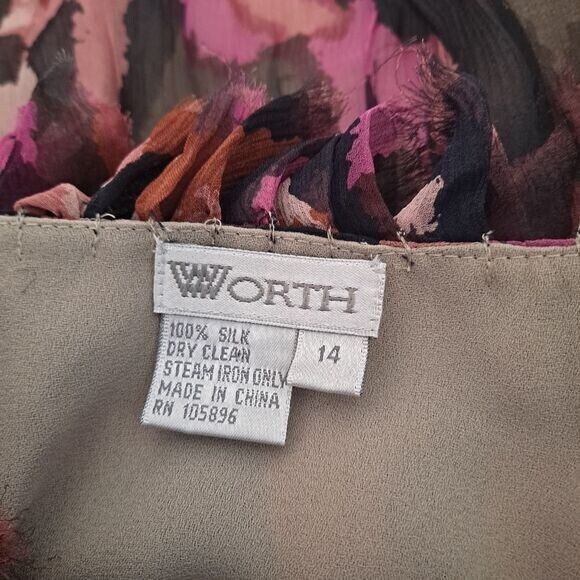 WORTH
100% SILK
DRY CLEAN
STEAM IRON ONLY
MADE IN CHINA
RN 105896
14